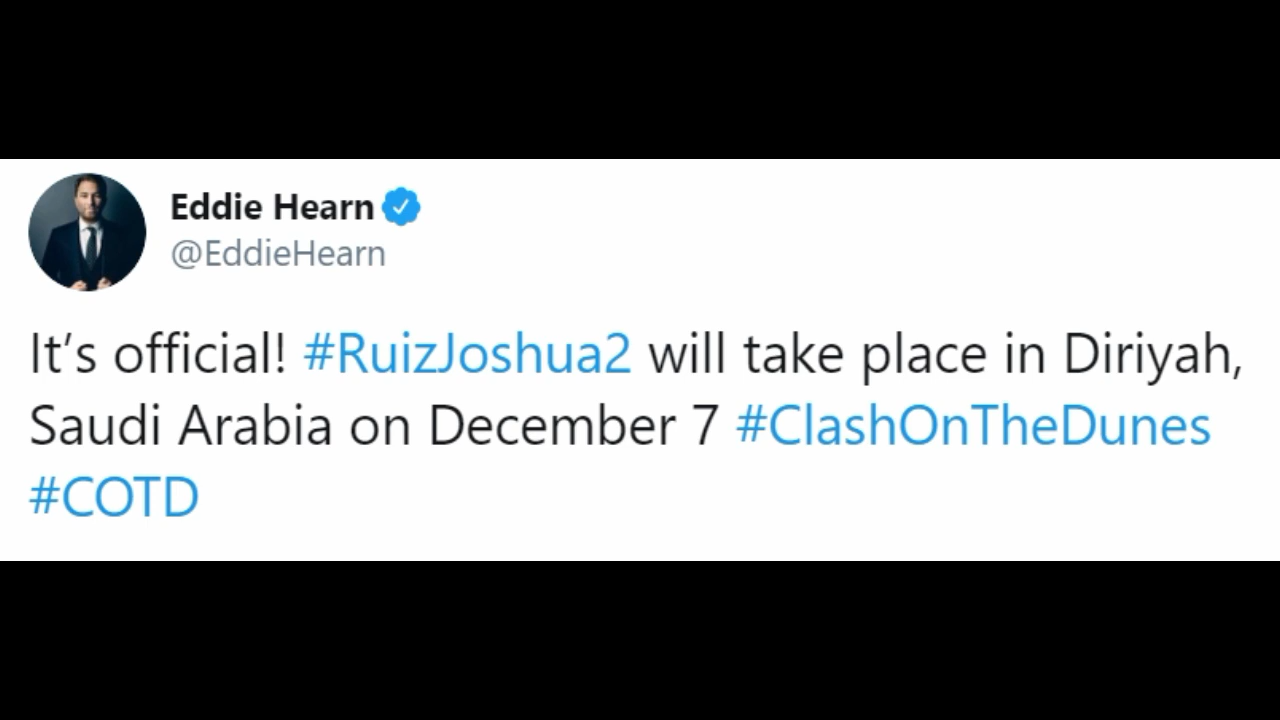 Eddie Hearn
@EddieHearn
It’s official! #RuizJoshua2 will take place in Diriyah,
Saudi Arabia on December 7 #ClashOnTheDunes
#COTD